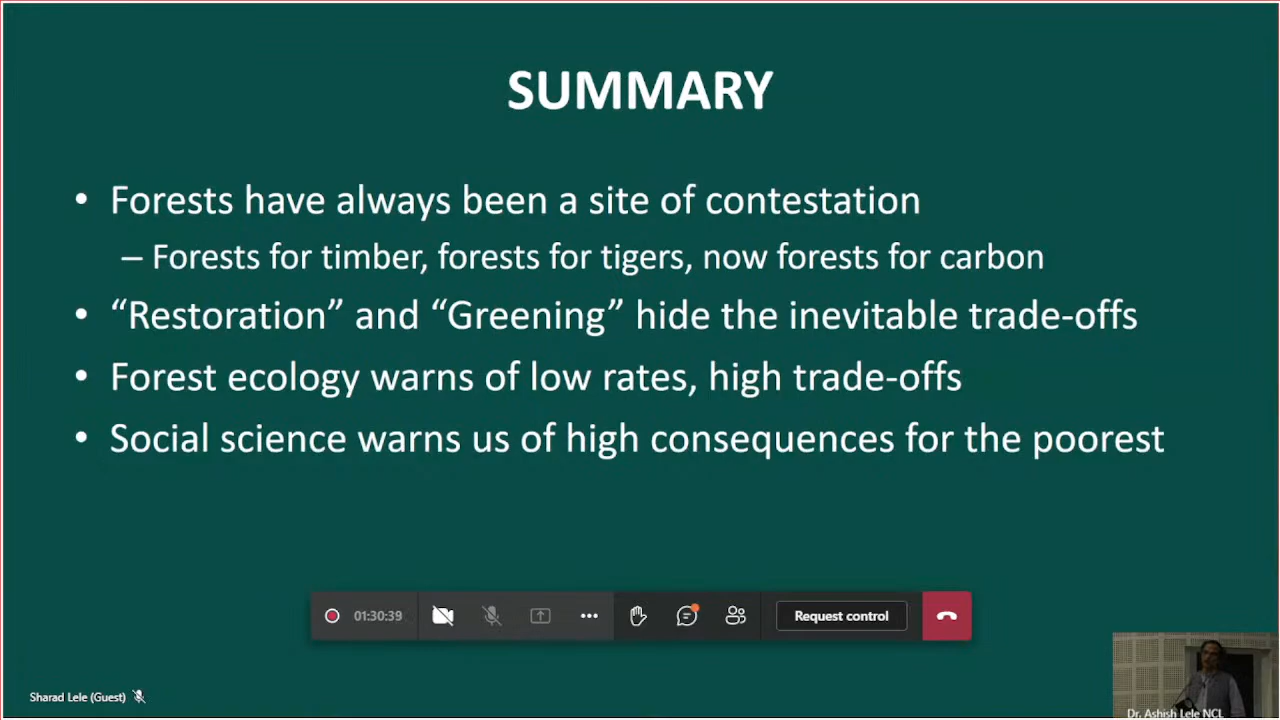 SUMMARY
• Forests have always been a site of contestation
– Forests for timber, forests for tigers, now forests for carbon
• “Restoration” and “Greening” hide the inevitable trade-offs
• Forest ecology warns of low rates, high trade-offs
• Social science warns us of high consequences for the poorest
01:30:39
Request control
Sharad Lele (Guest)
Dr. Ashish Lele NCL